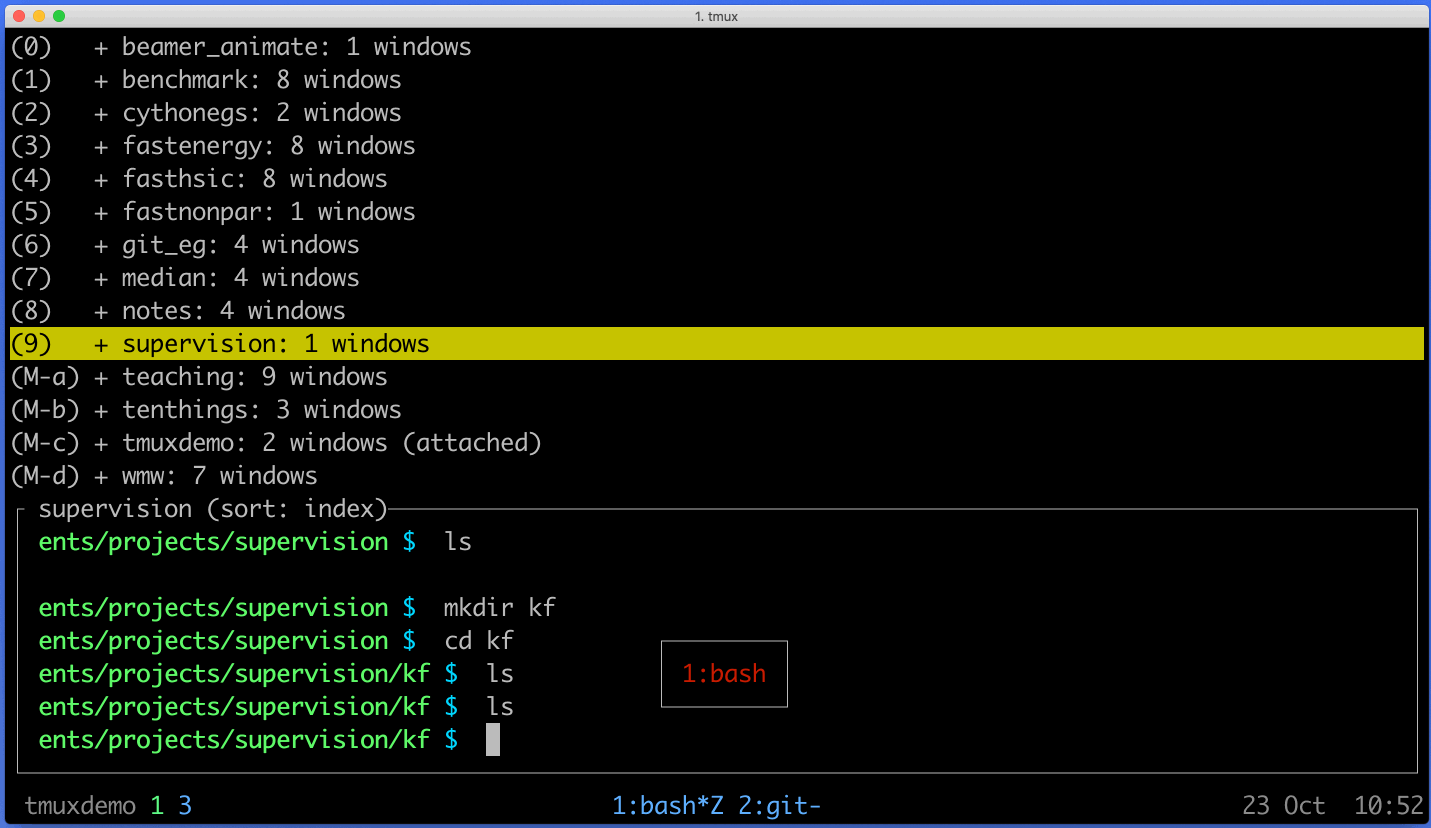 1. tmux
(0)   + beamer_animate: 1 windows
(1)   + benchmark: 8 windows
(2)   + cythonegs: 2 windows
(3)   + fastenergy: 8 windows
(4)   + fasthsic: 8 windows
(5)   + fastnonpar: 1 windows
(6)   + git_eg: 4 windows
(7)   + median: 4 windows
(8)   + notes: 4 windows
(9)   + supervision: 1 windows
(M-a) + teaching: 9 windows
(M-b) + tenthings: 3 windows
(M-c) + tmuxdemo: 2 windows (attached)
(M-d) + wmw: 7 windows
supervision (sort: index)
ents/projects/supervision $  ls
ents/projects/supervision $  mkdir kf
ents/projects/supervision $  cd kf
ents/projects/supervision/kf $  ls
1:bash
ents/projects/supervision/kf $  ls
ents/projects/supervision/kf $
tmuxdemo 1 3 1:bash*Z 2:git- 23 Oct  10:52